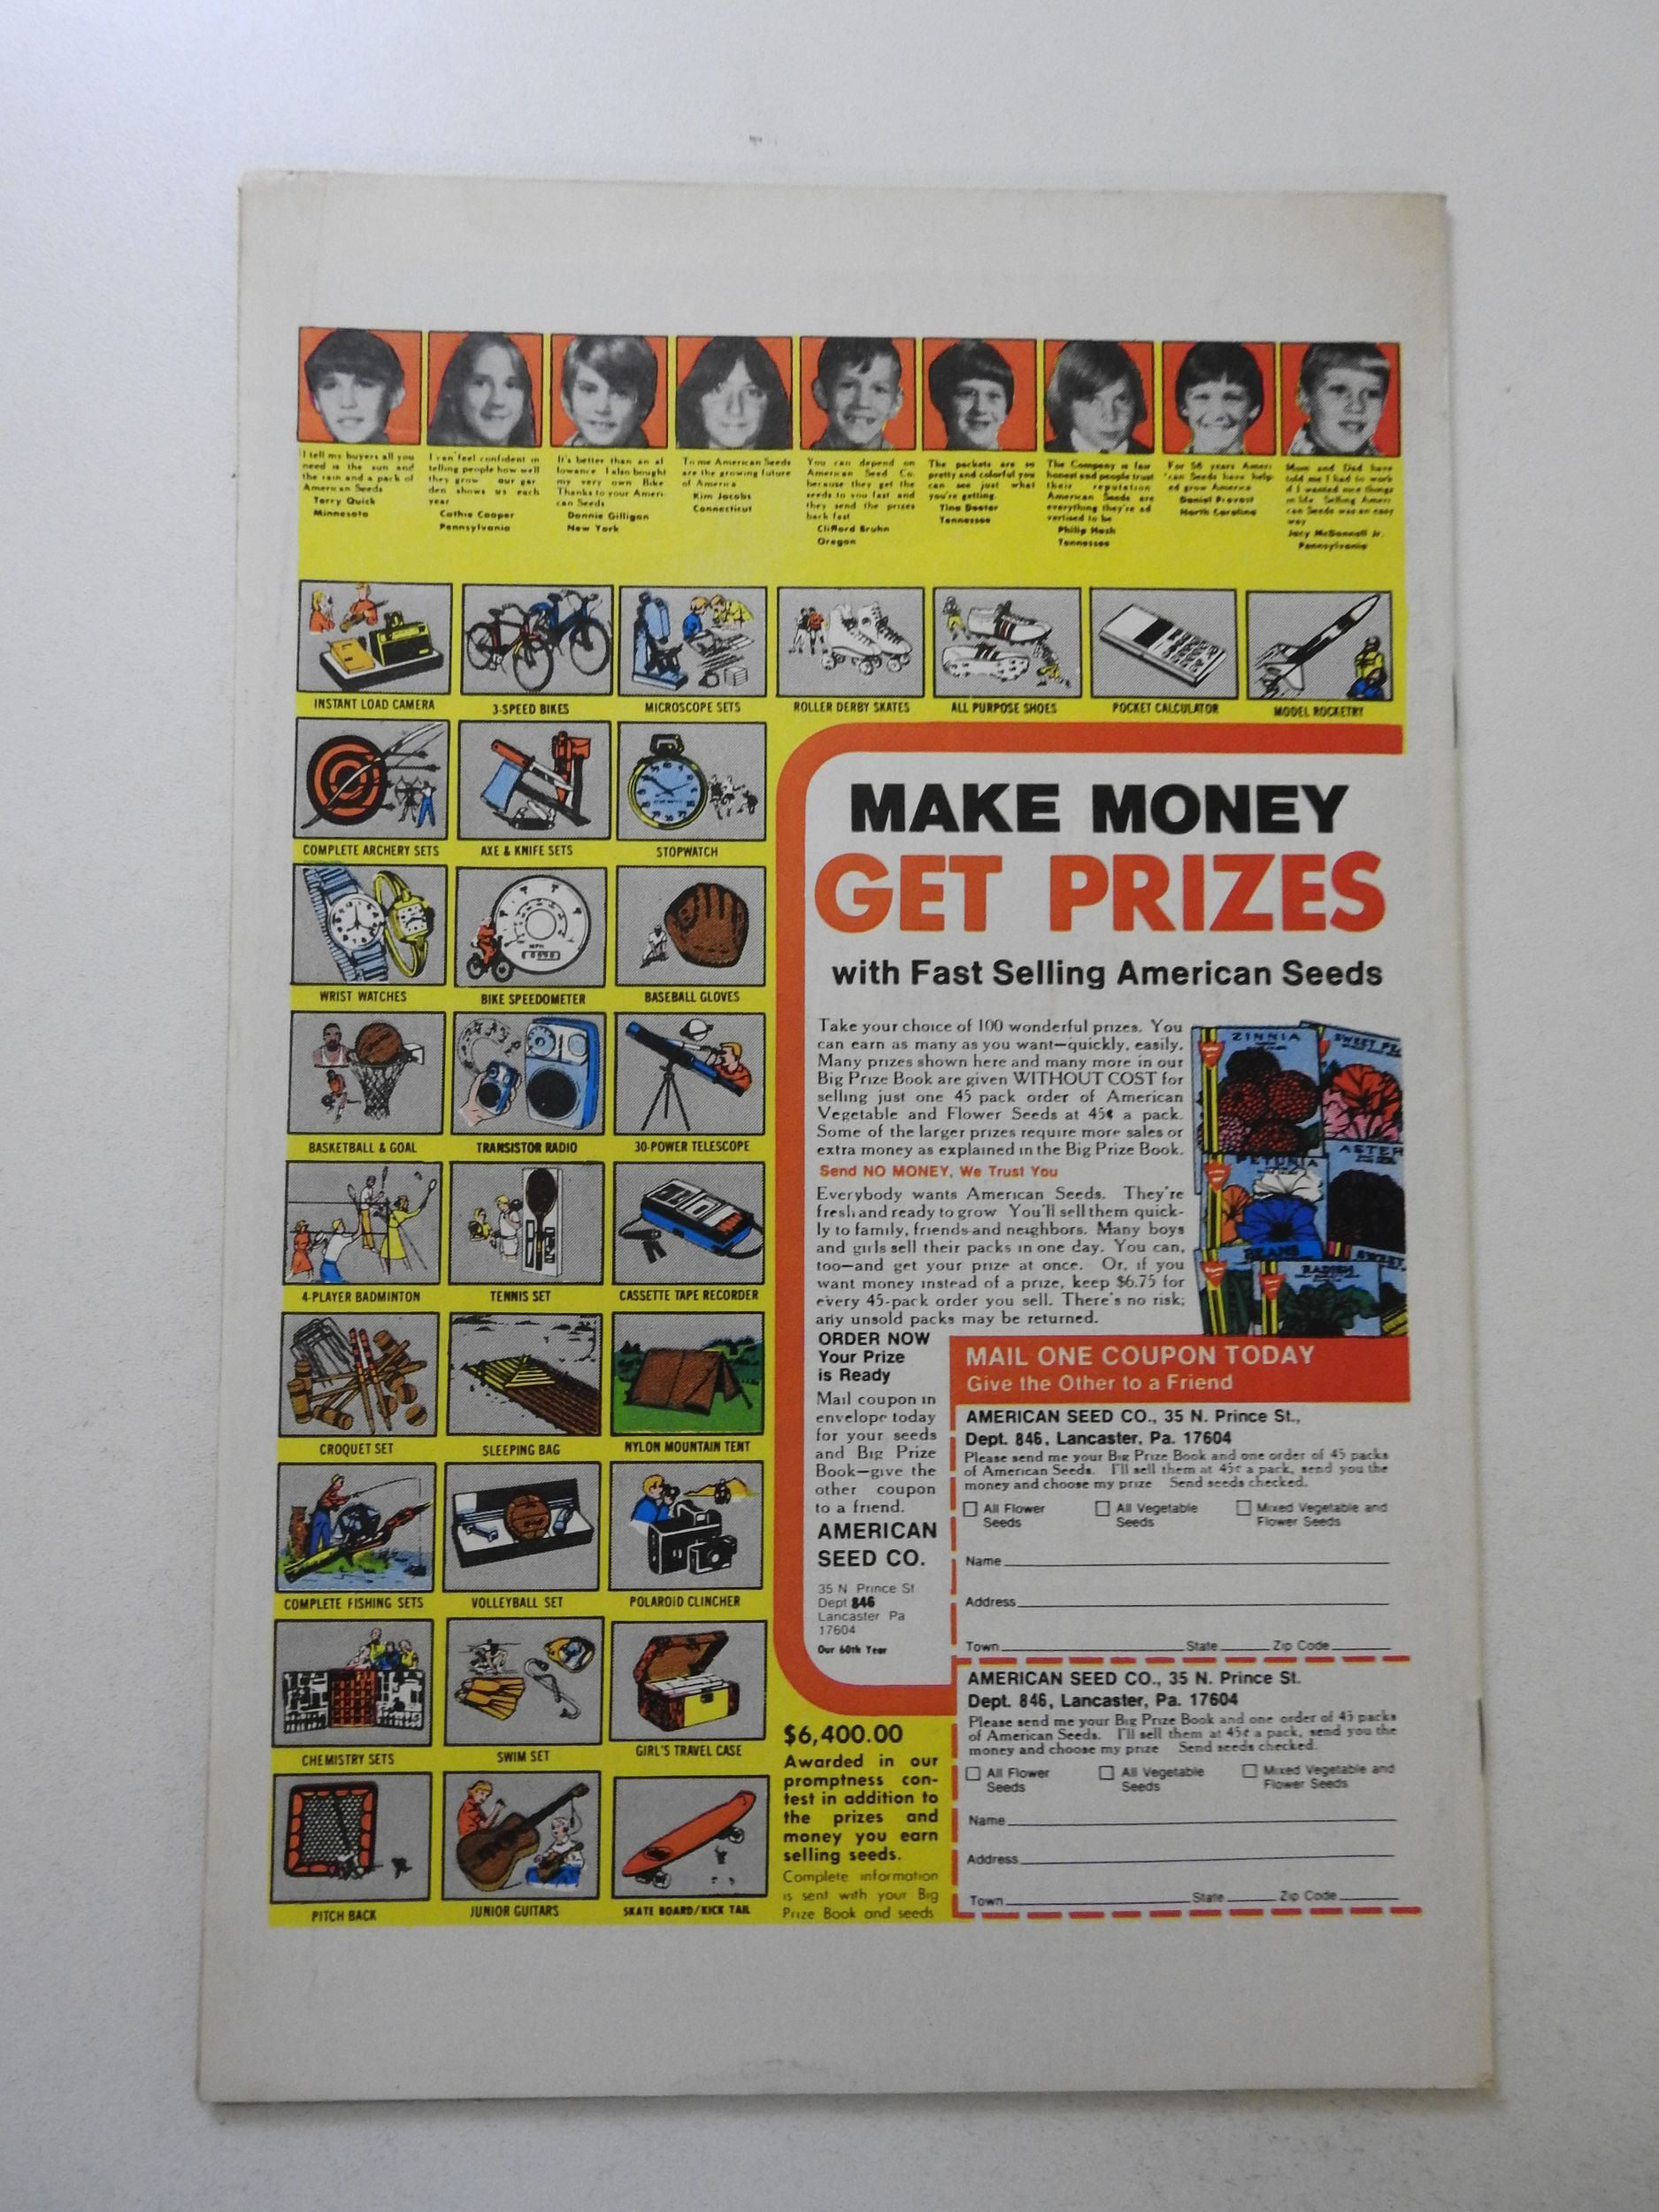 I tell my buyers all you
need is the sun and
the rain and a pack of
American Seeds
Terry Quick
Minnesota
I can feel confident in
telling people how well
they grow our gar
den shows us each
year
Cathie Cooper
Pennsylvania
It's better than an al
lowance I also bought
my very own Bike
Thanks to your Ameri-
can Seeds
Donnie Gilligan
New York
To me American Seeds
are the growing future
of America
Kim Jacobs
Connecticut
You can depend on
American Seed Co.
because they get the
seeds to you fast and
they send the prizes
back fast
Clifford Bruhn
Oregon
The packets are so
pretty and colorful you
can see just what
you're getting.
Tina Doster
Tennessee
The Company is fair
honest and people trust
their reputation
American Seeds are
everything they're ad
vertised to be
Philip Hash
Tennessee
For 58 years Ameri
can Seeds have help-
ed grow America
Daniel Provost
North Carolina
Mom and Dad have
told me I had to work
if I wanted nice things
in life Selling Ameri
can Seeds was an easy
way
Jacy McDonnell Jr.
Pennsylvania
INSTANT LOAD CAMERA
3-SPEED BIKES
MICROSCOPE SETS
ROLLER DERBY SKATES
ALL PURPOSE SHOES
POCKET CALCULATOR
MODEL ROCKETRY
COMPLETE ARCHERY SETS
AXE & KNIFE SETS
STOPWATCH
WRIST WATCHES
MPH
BIKE SPEEDOMETER
BASEBALL GLOVES
BASKETBALL & GOAL
TRANSISTOR RADIO
30-POWER TELESCOPE
4-PLAYER BADMINTON
TENNIS SET
CASSETTE TAPE RECORDER
CROQUET SET
SLEEPING BAG
NYLON MOUNTAIN TENT
COMPLETE FISHING SETS
VOLLEYBALL SET
POLAROID CLINCHER
CHEMISTRY SETS
SWIM SET
GIRL'S TRAVEL CASE
PITCH BACK
JUNIOR GUITARS
SKATE BOARD/KICK TAIL
MAKE MONEY
GET PRIZES
with Fast Selling American Seeds
Take your choice of 100 wonderful prizes. You
can earn as many as you want—quickly, easily.
Many prizes shown here and many more in our
Big Prize Book are given WITHOUT COST for
selling just one 45 pack order of American
Vegetable and Flower Seeds at 45¢ a pack.
Some of the larger prizes require more sales or
extra money as explained in the Big Prize Book.
Send NO MONEY, We Trust You
Everybody wants American Seeds. They're
fresh and ready to grow You'll sell them quick-
ly to family, friends and neighbors. Many boys
and girls sell their packs in one day. You can,
too—and get your prize at once. Or, if you
want money instead of a prize, keep $6.75 for
every 45-pack order you sell. There's no risk;
any unsold packs may be returned.
ZINNIA
SWEET PE
PETUNIA
ASTER
BEANS
RADISH
SWEET
ORDER NOW
Your Prize
is Ready
Mail coupon in
envelope today
for your seeds
and Big Prize
Book—give the
other coupon
to a friend.
AMERICAN
SEED CO.
35 N Prince St
Dept 846
Lancaster Pa
17604
Our 60th Year
MAIL ONE COUPON TODAY
Give the Other to a Friend
AMERICAN SEED CO., 35 N. Prince St.,
Dept. 846, Lancaster, Pa. 17604
Please send me your Big Prize Book and one order of 45 packs
of American Seeds. I'll sell them at 45¢ a pack, send you the
money and choose my prize Send seeds checked.
All Flower Seeds
All Vegetable Seeds
Mixed Vegetable and Flower Seeds
Name
Address
Town State Zip Code
AMERICAN SEED CO., 35 N. Prince St.
Dept. 846, Lancaster, Pa. 17604
Please send me your Big Prize Book and one order of 45 packs
of American Seeds. I'll sell them at 45¢ a pack, send you the
money and choose my prize Send seeds checked.
All Flower Seeds
All Vegetable Seeds
Mixed Vegetable and Flower Seeds
Name
Address
Town State Zip Code
$6,400.00
Awarded in our
promptness con-
test in addition to
the prizes and
money you earn
selling seeds.
Complete information
is sent with your Big
Prize Book and seeds